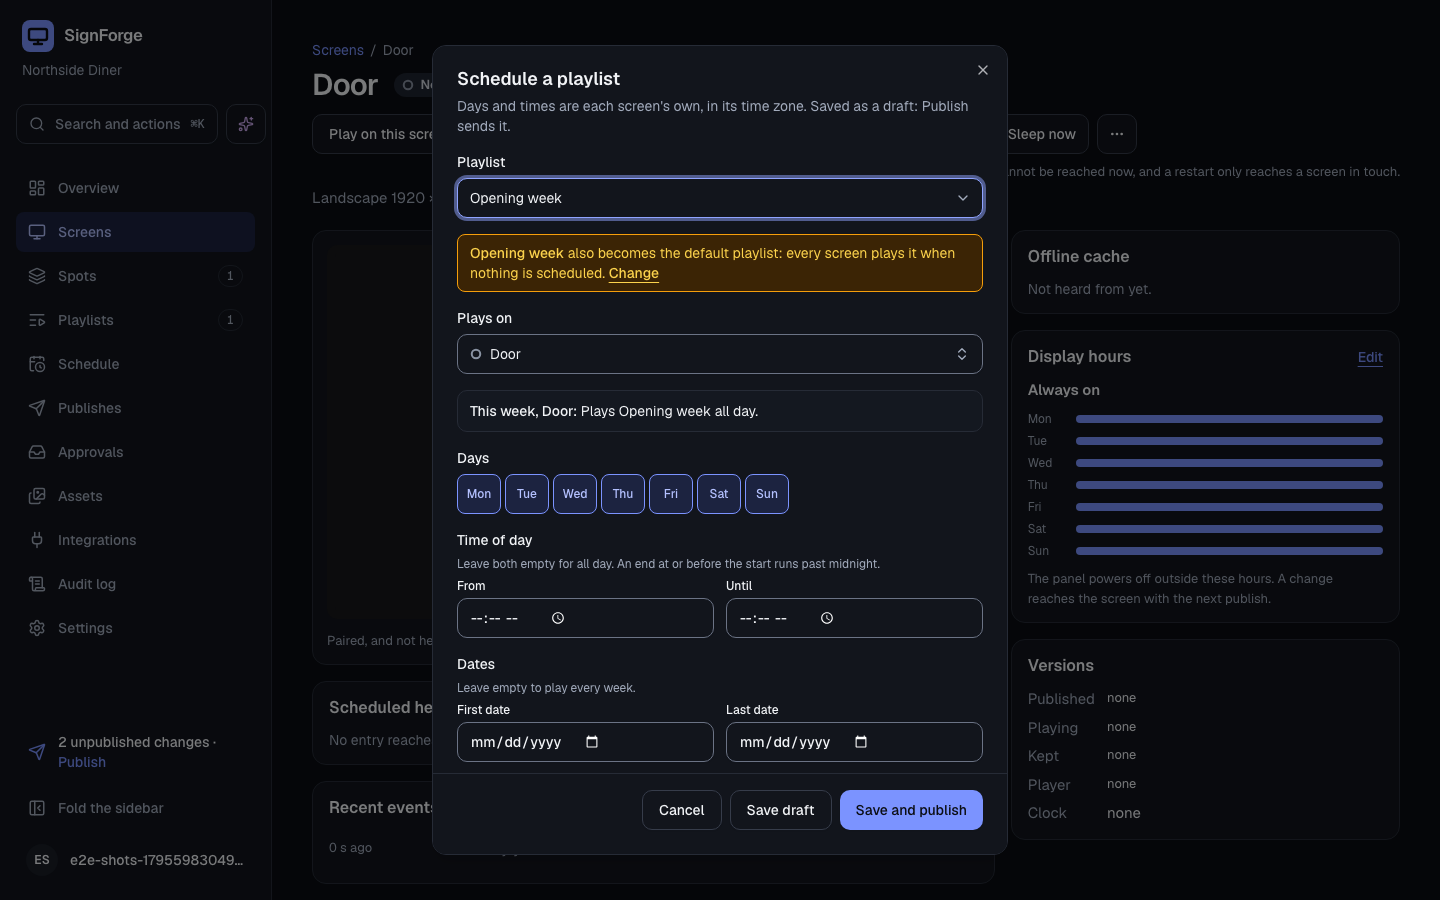 SignForge
Northside Diner
Search and actions ⌘K
Overview
Screens
Spots 1
Playlists 1
Schedule
Publishes
Approvals
Assets
Integrations
Audit log
Settings
2 unpublished changes ·
Publish
Fold the sidebar
ES e2e-shots-17955983049…
Screens / Door
Door
Play on this
Sleep now
not be reached now, and a restart only reaches a screen in touch.
Landscape 1920
Paired, and not
Scheduled
No entry
Recent events
0 s ago
Schedule a playlist
Days and times are each screen's own, in its time zone. Saved as a draft: Publish
sends it.
Playlist
Opening week
Opening week also becomes the default playlist: every screen plays it when
nothing is scheduled. Change
Plays on
Door
This week, Door: Plays Opening week all day.
Days
Mon Tue Wed Thu Fri Sat Sun
Time of day
Leave both empty for all day. An end at or before the start runs past midnight.
From Until
--:-- -- --:-- --
Dates
Leave empty to play every week.
First date Last date
mm/dd/yyyy mm/dd/yyyy
Cancel Save draft Save and publish
Offline cache
Not heard from yet.
Display hours Edit
Always on
Mon
Tue
Wed
Thu
Fri
Sat
Sun
The panel powers off outside these hours. A change
reaches the screen with the next publish.
Versions
Published none
Playing none
Kept none
Player none
Clock none